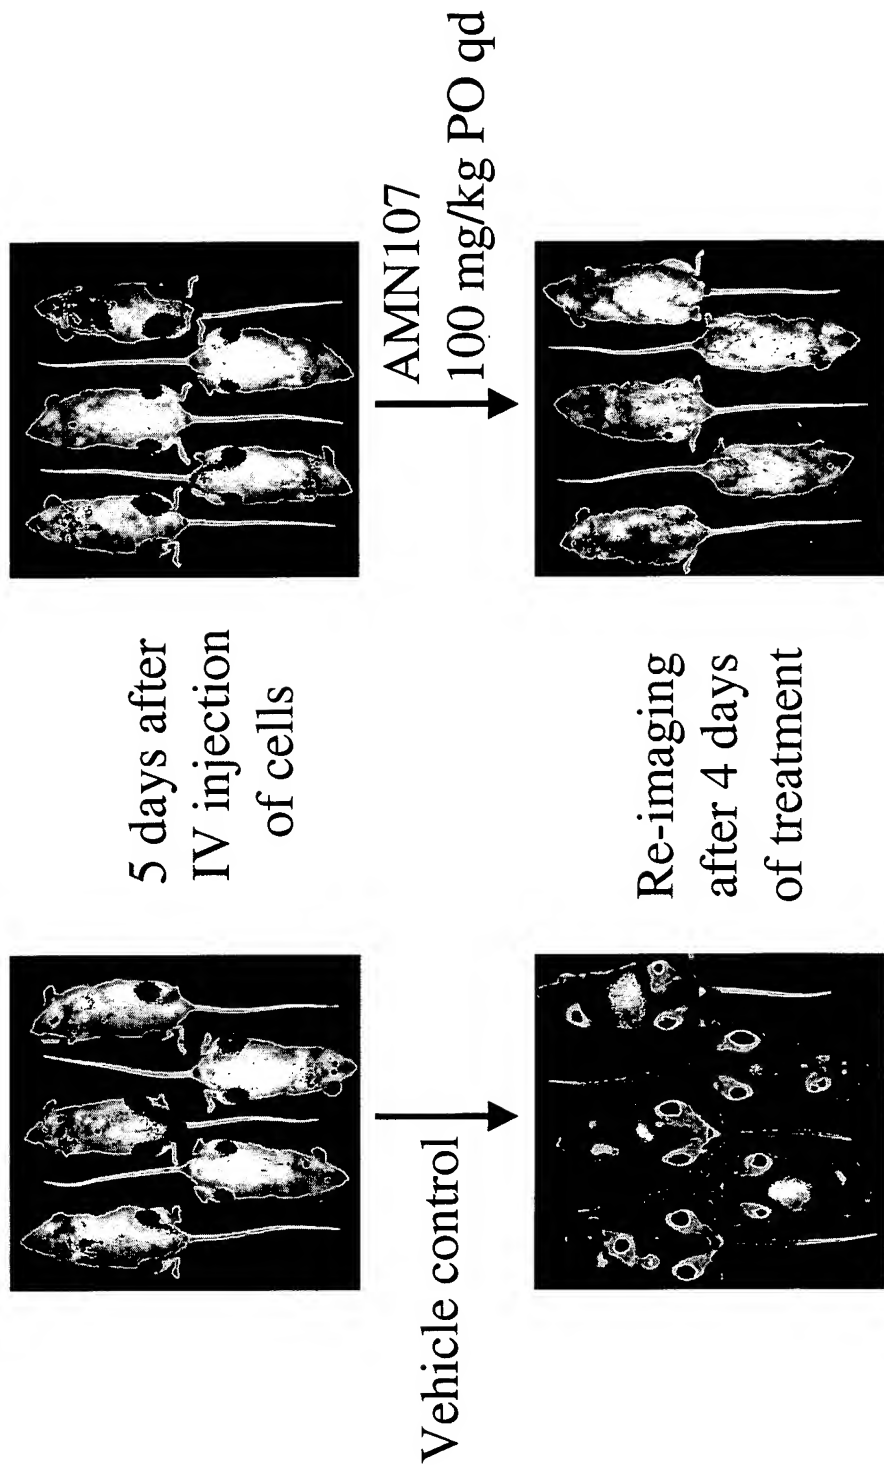 5 days after
IV injection
of cells
Vehicle control
AMN107
100 mg/kg PO qd
Re-imaging
after 4 days
of treatment